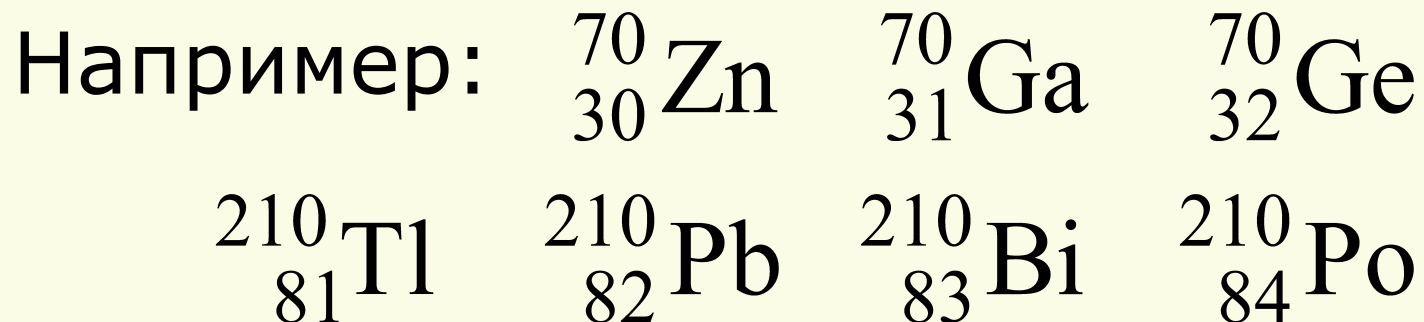 Например: ⁷⁰₃₀Zn ⁷⁰₃₁Ga ⁷⁰₃₂Ge
²¹⁰₈₁Tl ²¹⁰₈₂Pb ²¹⁰₈₃Bi ²¹⁰₈₄Po